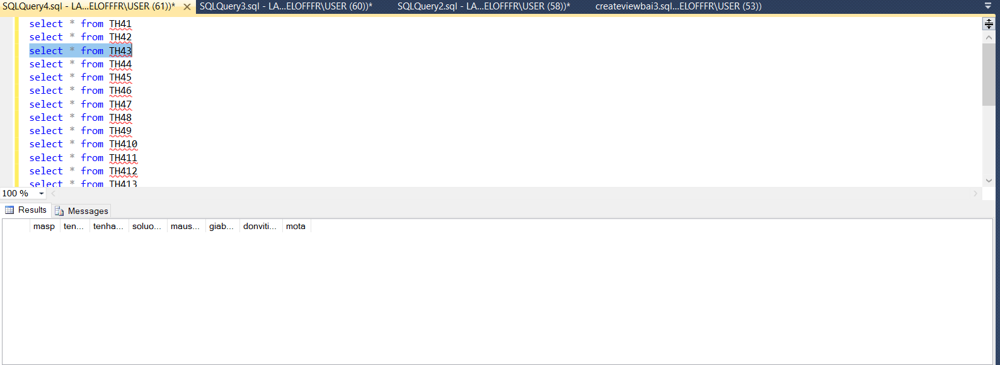 SQLQuery4.sql - LA...ELOFFFR\USER (61))* SQLQuery3.sql - LA...ELOFFFR\USER (60))* SQLQuery2.sql - LA...ELOFFFR\USER (58))* createviewbai3.sql...ELOFFFR\USER (53))
select * from TH41
select * from TH42
select * from TH43
select * from TH44
select * from TH45
select * from TH46
select * from TH47
select * from TH48
select * from TH49
select * from TH410
select * from TH411
select * from TH412
select * from TH413
100 %
Results Messages
masp ten... tenha... soluo... maus... giab... donviti... mota